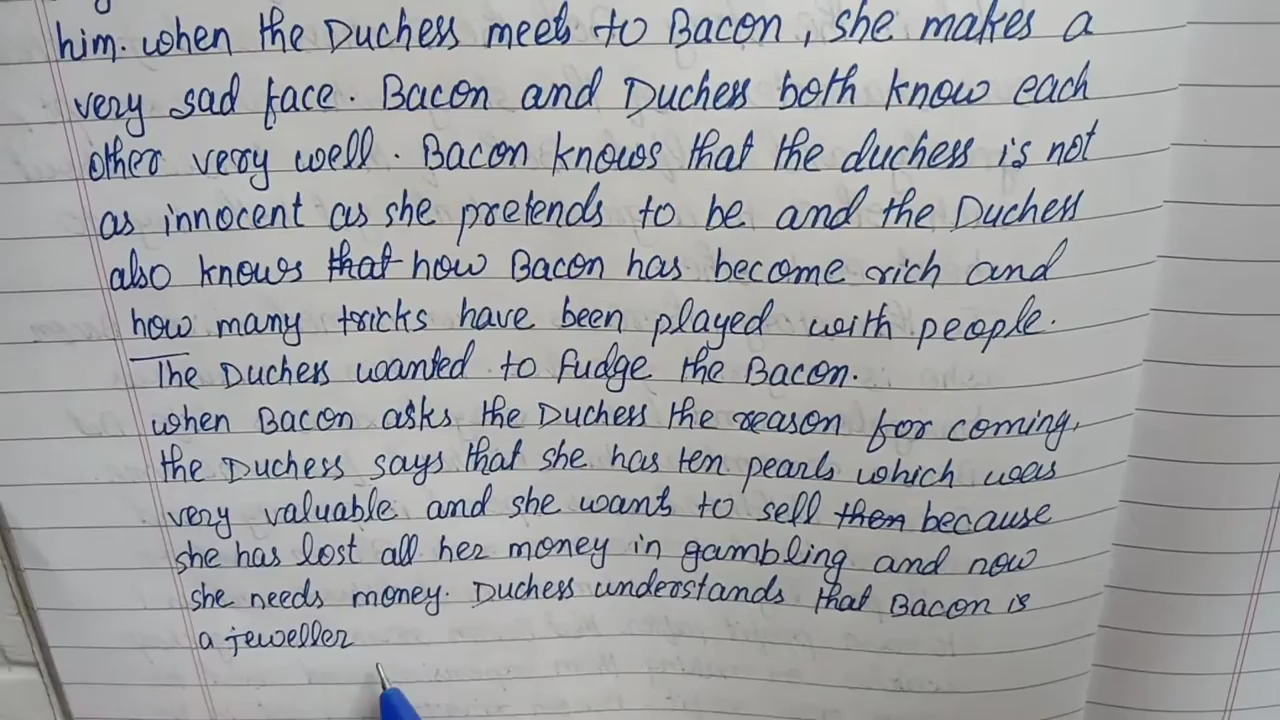 him. when the Duchess meets to Bacon, she makes a
very sad face. Bacon and Duchess both know each
other very well. Bacon knows that the duchess is not
as innocent as she pretends to be and the Duchess
also knows that how Bacon has become rich and
how many tricks have been played with people.
The Duchess wanted to fudge the Bacon.
when Bacon asks the Duchess the reason for coming,
the Duchess says that she has ten pearls which was
very valuable and she want to sell them because
she has lost all her money in gambling and now
she needs money. Duchess understands that Bacon is
a jeweller